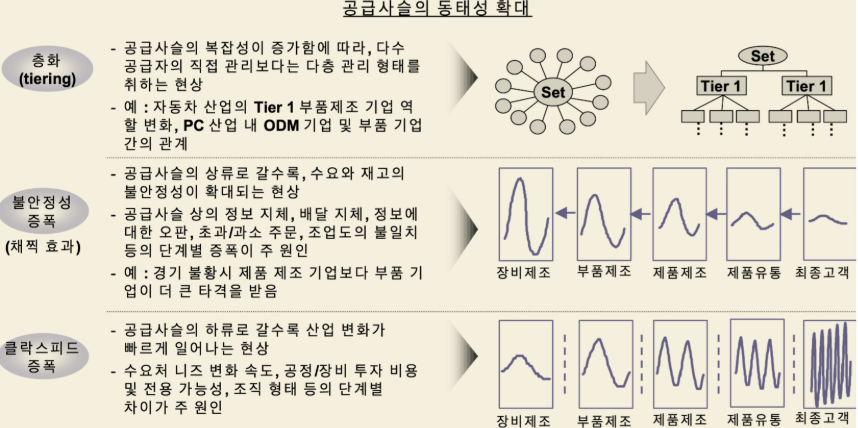 공급사슬의 동태성 확대
층화
(tiering)
- 공급사슬의 복잡성이 증가함에 따라, 다수
공급자의 직접 관리보다는 다층 관리 형태를
취하는 현상
- 예 : 자동차 산업의 Tier 1 부품제조 기업 역
할 변화, PC 산업 내 ODM 기업 및 부품 기업
간의 관계
Set
Set
Tier 1
Tier 1
불안정성
증폭
(채찍 효과)
- 공급사슬의 상류로 갈수록, 수요와 재고의
불안정성이 확대되는 현상
- 공급사슬 상의 정보 지체, 배달 지체, 정보에
대한 오판, 초과/과소 주문, 조업도의 불일치
등의 단계별 증폭이 주 원인
- 예 : 경기 불황시 제품 제조 기업보다 부품 기
업이 더 큰 타격을 받음
장비제조 부품제조 제품제조 제품유통 최종고객
클락스피드
증폭
- 공급사슬의 하류로 갈수록 산업 변화가
빠르게 일어나는 현상
- 수요처 니즈 변화 속도, 공정/장비 투자 비용
및 전용 가능성, 조직 형태 등의 단계별
차이가 주 원인
장비제조 부품제조 제품제조 제품유통 최종고객